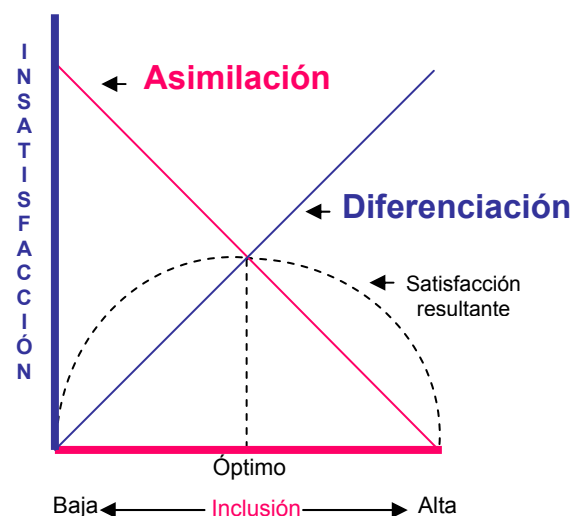 INSATISFACCIÓN
Asimilación
Diferenciación
Satisfacción
resultante
Óptimo
Baja Inclusión Alta